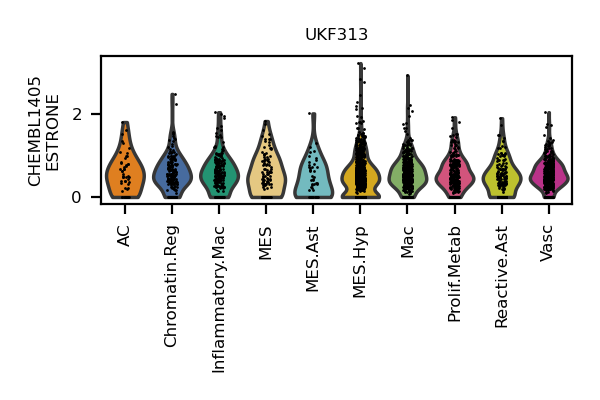 UKF313
CHEMBL1405
ESTRONE
2
0
AC
Chromatin.Reg
Inflammatory.Mac
MES
MES.Ast
MES.Hyp
Mac
Prolif.Metab
Reactive.Ast
Vasc